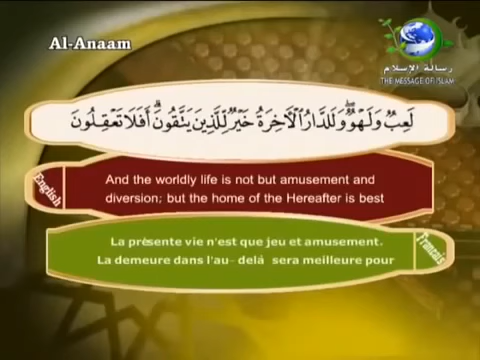 Al-Anaam
رسالة الإسلام
THE MESSAGE OF ISLAM
لَعِبٌ وَلَهْوٌ ۖ وَلَلدَّارُ الْآخِرَةُ خَيْرٌ لِلَّذِينَ يَتَّقُونَ ۗ أَفَلَا تَعْقِلُونَ
English
And the worldly life is not but amusement and
diversion; but the home of the Hereafter is best
La présente vie n'est que jeu et amusement.
La demeure dans l'au- delà sera meilleure pour
Francais